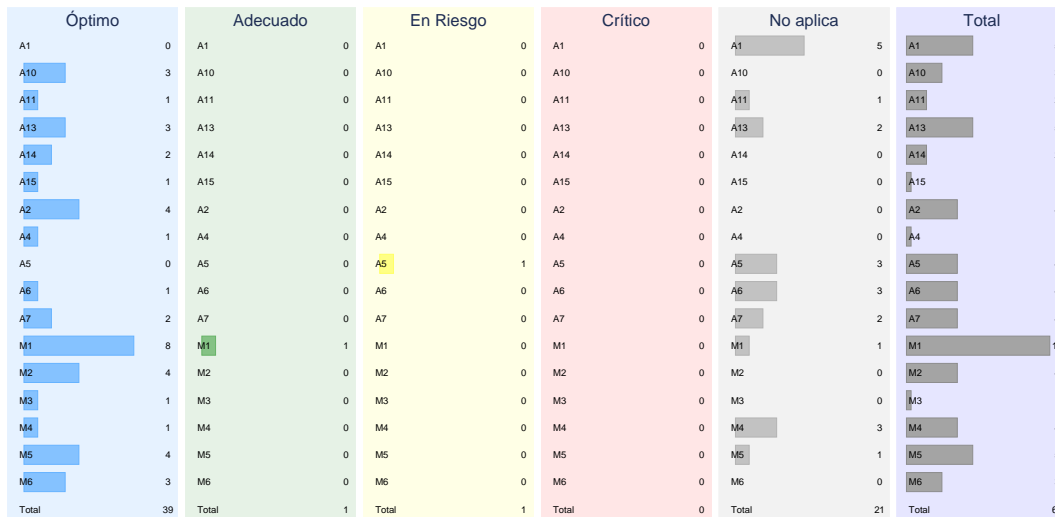 Óptimo Adecuado En Riesgo Crítico No aplica Total
A1 0 A1 0 A1 0 A1 0 A1 5 A1
A10 3 A10 0 A10 0 A10 0 A10 0 A10
A11 1 A11 0 A11 0 A11 0 A11 1 A11
A13 3 A13 0 A13 0 A13 0 A13 2 A13
A14 2 A14 0 A14 0 A14 0 A14 0 A14
A15 1 A15 0 A15 0 A15 0 A15 0 A15
A2 4 A2 0 A2 0 A2 0 A2 0 A2
A4 1 A4 0 A4 0 A4 0 A4 0 A4
A5 0 A5 0 A5 1 A5 0 A5 3 A5
A6 1 A6 0 A6 0 A6 0 A6 3 A6
A7 2 A7 0 A7 0 A7 0 A7 2 A7
M1 8 M1 1 M1 0 M1 0 M1 1 M1
M2 4 M2 0 M2 0 M2 0 M2 0 M2
M3 1 M3 0 M3 0 M3 0 M3 0 M3
M4 1 M4 0 M4 0 M4 0 M4 3 M4
M5 4 M5 0 M5 0 M5 0 M5 1 M5
M6 3 M6 0 M6 0 M6 0 M6 0 M6
Total 39 Total 1 Total 1 Total 0 Total 21 Total